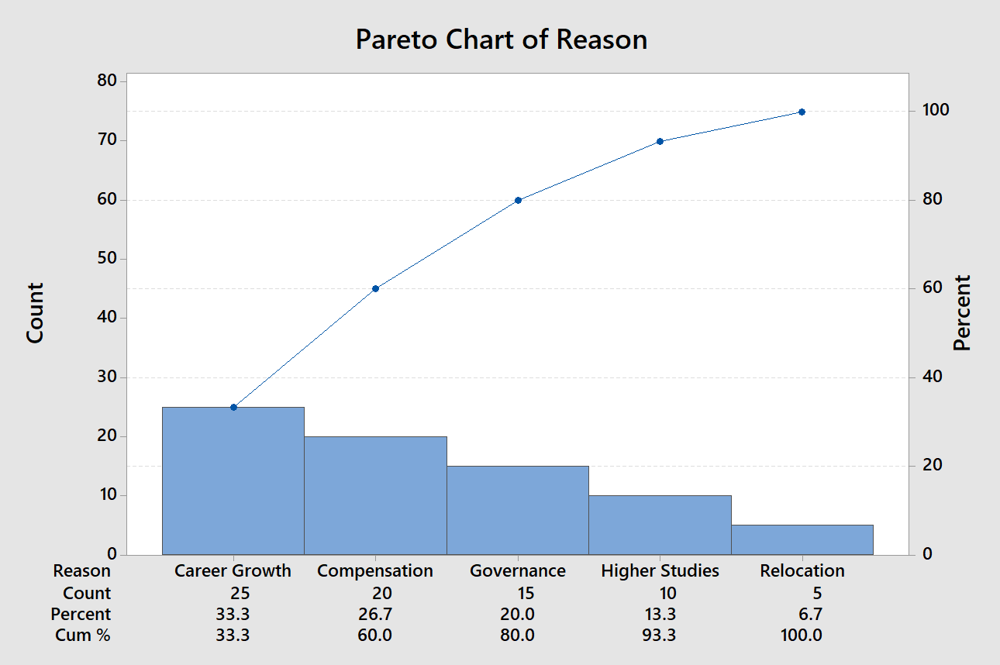 Pareto Chart of Reason
80
70
60
50
40
30
20
10
0
Count
100
80
60
40
20
0
Percent
Reason Career Growth Compensation Governance Higher Studies Relocation
Count 25 20 15 10 5
Percent 33.3 26.7 20.0 13.3 6.7
Cum % 33.3 60.0 80.0 93.3 100.0